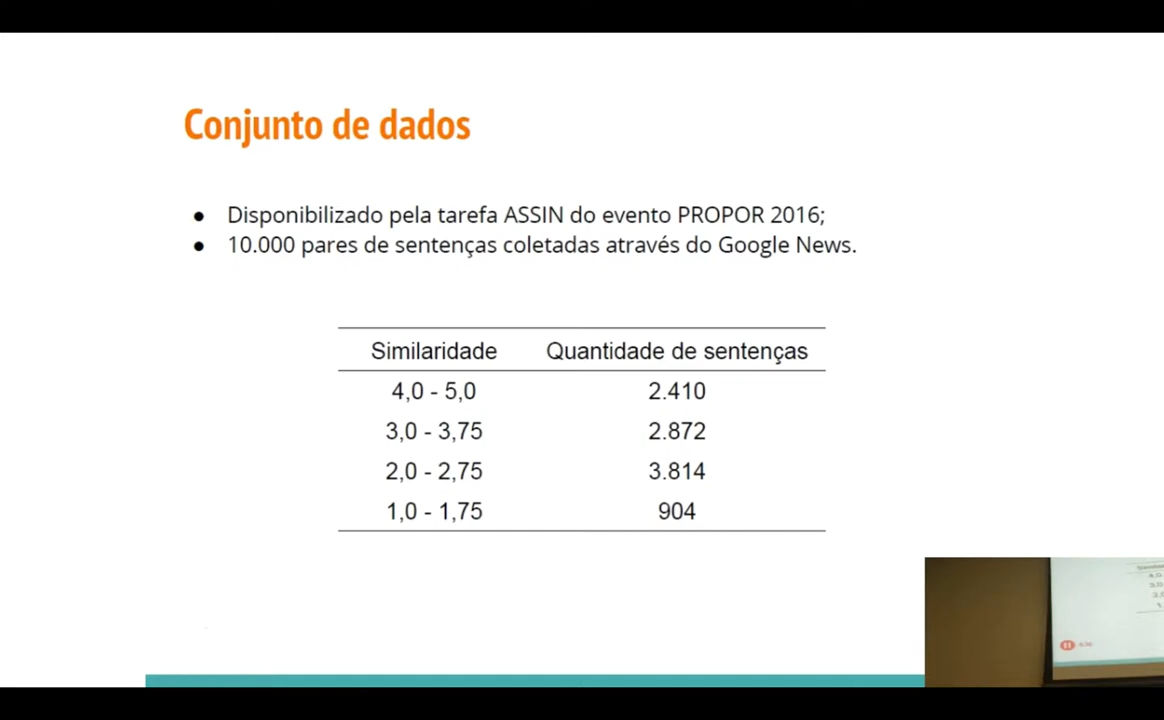 Conjunto de dados
● Disponibilizado pela tarefa ASSIN do evento PROPOR 2016;
● 10.000 pares de sentenças coletadas através do Google News.
Similaridade Quantidade de sentenças
4,0 - 5,0 2.410
3,0 - 3,75 2.872
2,0 - 2,75 3.814
1,0 - 1,75 904